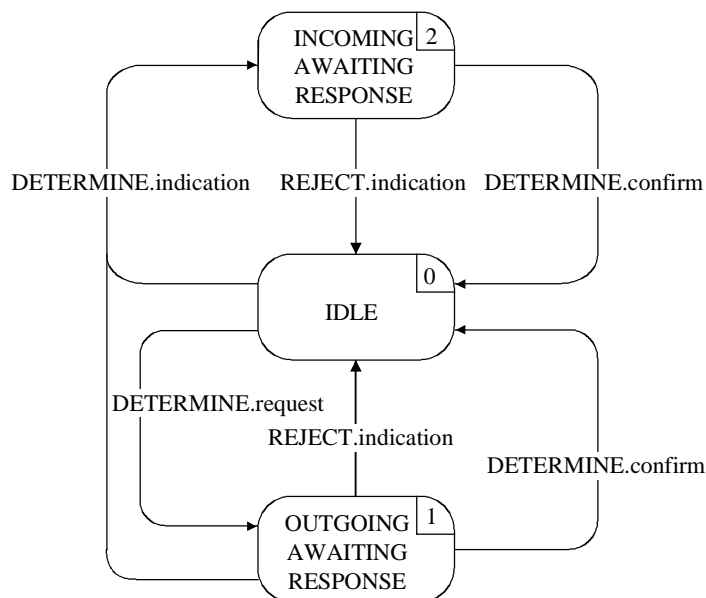 INCOMING
2
AWAITING
RESPONSE
DETERMINE.indication
REJECT.indication
DETERMINE.confirm
0
IDLE
DETERMINE.request
REJECT.indication
DETERMINE.confirm
OUTGOING
1
AWAITING
RESPONSE